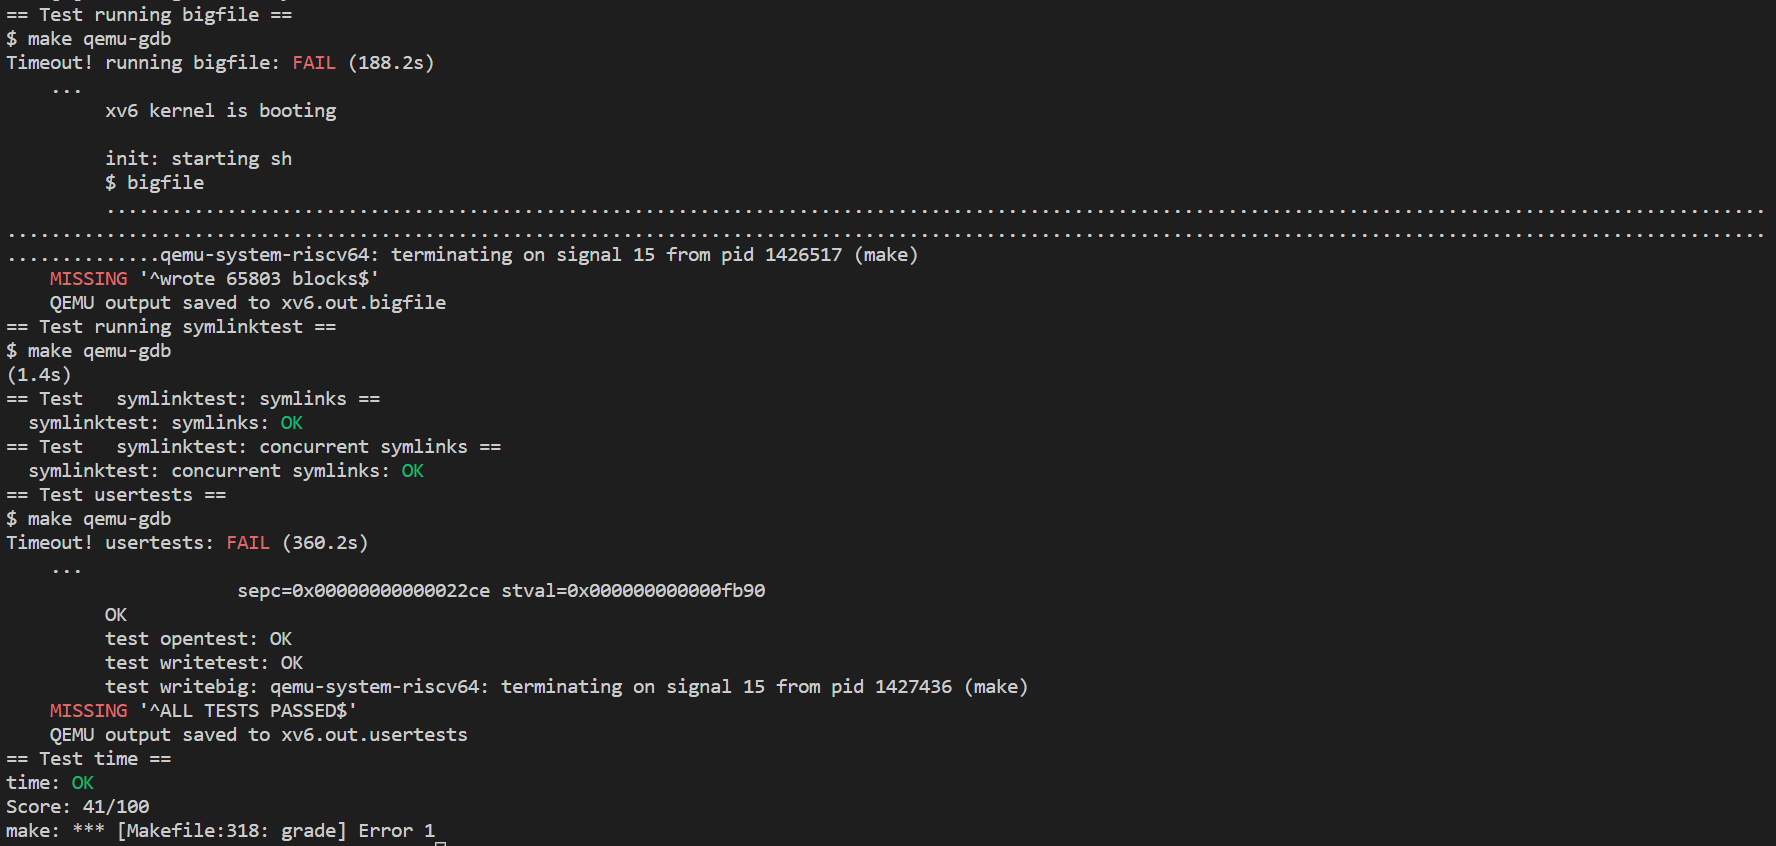 == Test running bigfile ==
$ make qemu-gdb
Timeout! running bigfile: FAIL (188.2s)
...
xv6 kernel is booting
init: starting sh
$ bigfile
.......................................................................................................................................................
................................................................................................................................................................
..............qemu-system-riscv64: terminating on signal 15 from pid 1426517 (make)
MISSING '^wrote 65803 blocks$'
QEMU output saved to xv6.out.bigfile
== Test running symlinktest ==
$ make qemu-gdb
(1.4s)
== Test   symlinktest: symlinks ==
symlinktest: symlinks: OK
== Test   symlinktest: concurrent symlinks ==
symlinktest: concurrent symlinks: OK
== Test usertests ==
$ make qemu-gdb
Timeout! usertests: FAIL (360.2s)
...
sepc=0x00000000000022ce stval=0x000000000000fb90
OK
test opentest: OK
test writetest: OK
test writebig: qemu-system-riscv64: terminating on signal 15 from pid 1427436 (make)
MISSING '^ALL TESTS PASSED$'
QEMU output saved to xv6.out.usertests
== Test time ==
time: OK
Score: 41/100
make: *** [Makefile:318: grade] Error 1